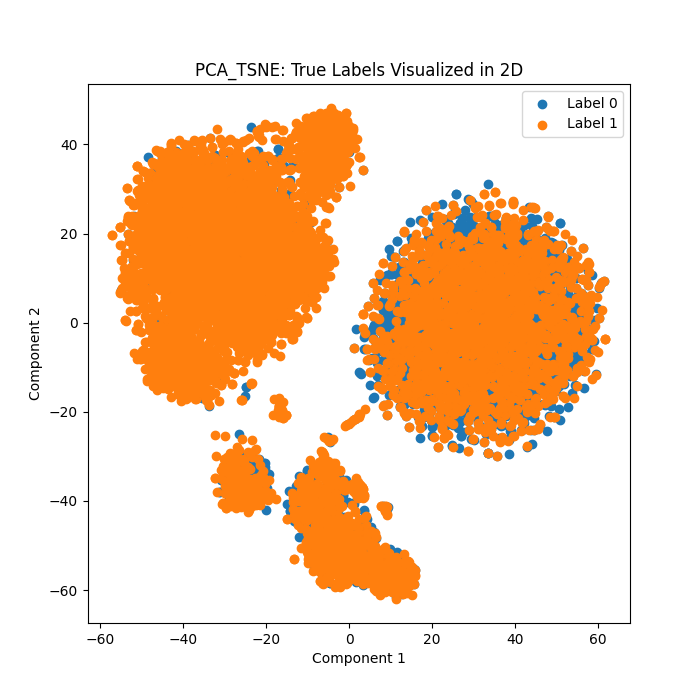 PCA_TSNE: True Labels Visualized in 2D
Label 0
Label 1
40
20
0
−20
−40
−60
Component 2
−60 −40 −20 0 20 40 60
Component 1